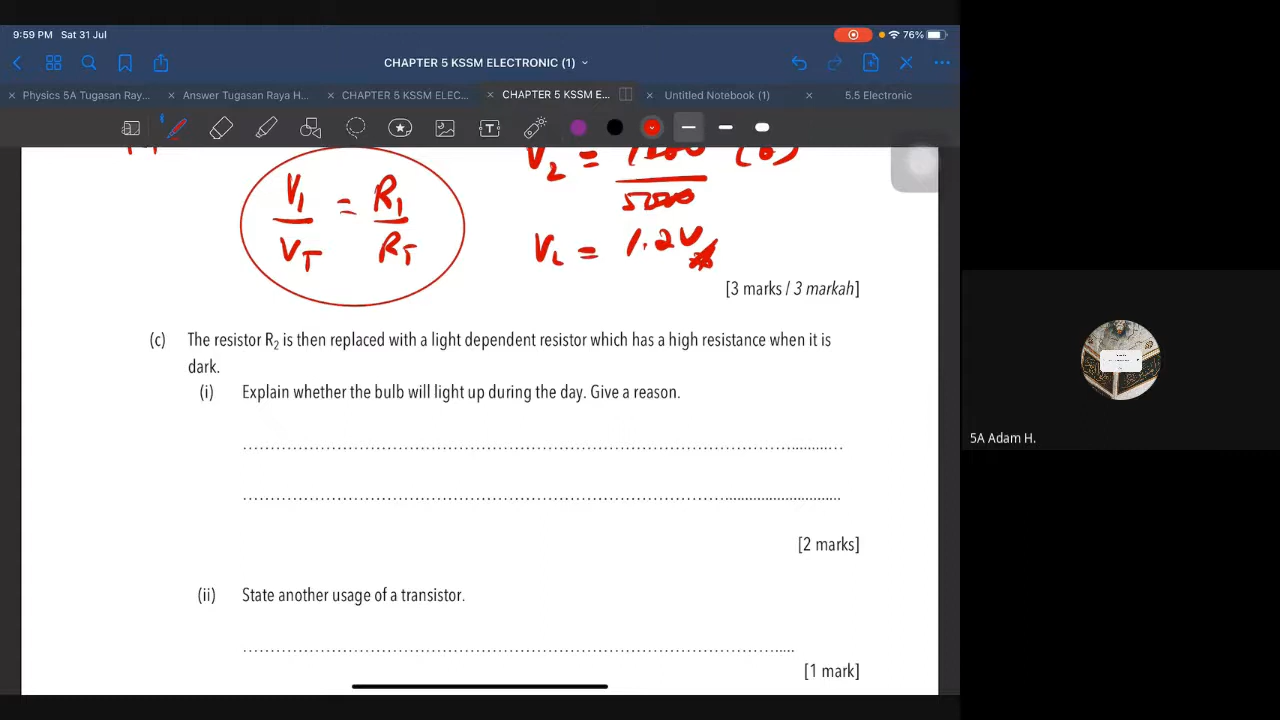 9:59 PM Sat 31 Jul
76%
CHAPTER 5 KSSM ELECTRONIC (1)
Physics 5A Tugasan Ray...
Answer Tugasan Raya H...
CHAPTER 5 KSSM ELEC...
CHAPTER 5 KSSM E...
Untitled Notebook (1)
5.5 Electronic
V1/VT = R1/RT
V2 =
5000
= 1.2V
[3 marks / 3 markah]
(c) The resistor R2 is then replaced with a light dependent resistor which has a high resistance when it is
dark.
(i) Explain whether the bulb will light up during the day. Give a reason.
[2 marks]
(ii) State another usage of a transistor.
[1 mark]
5A Adam H.